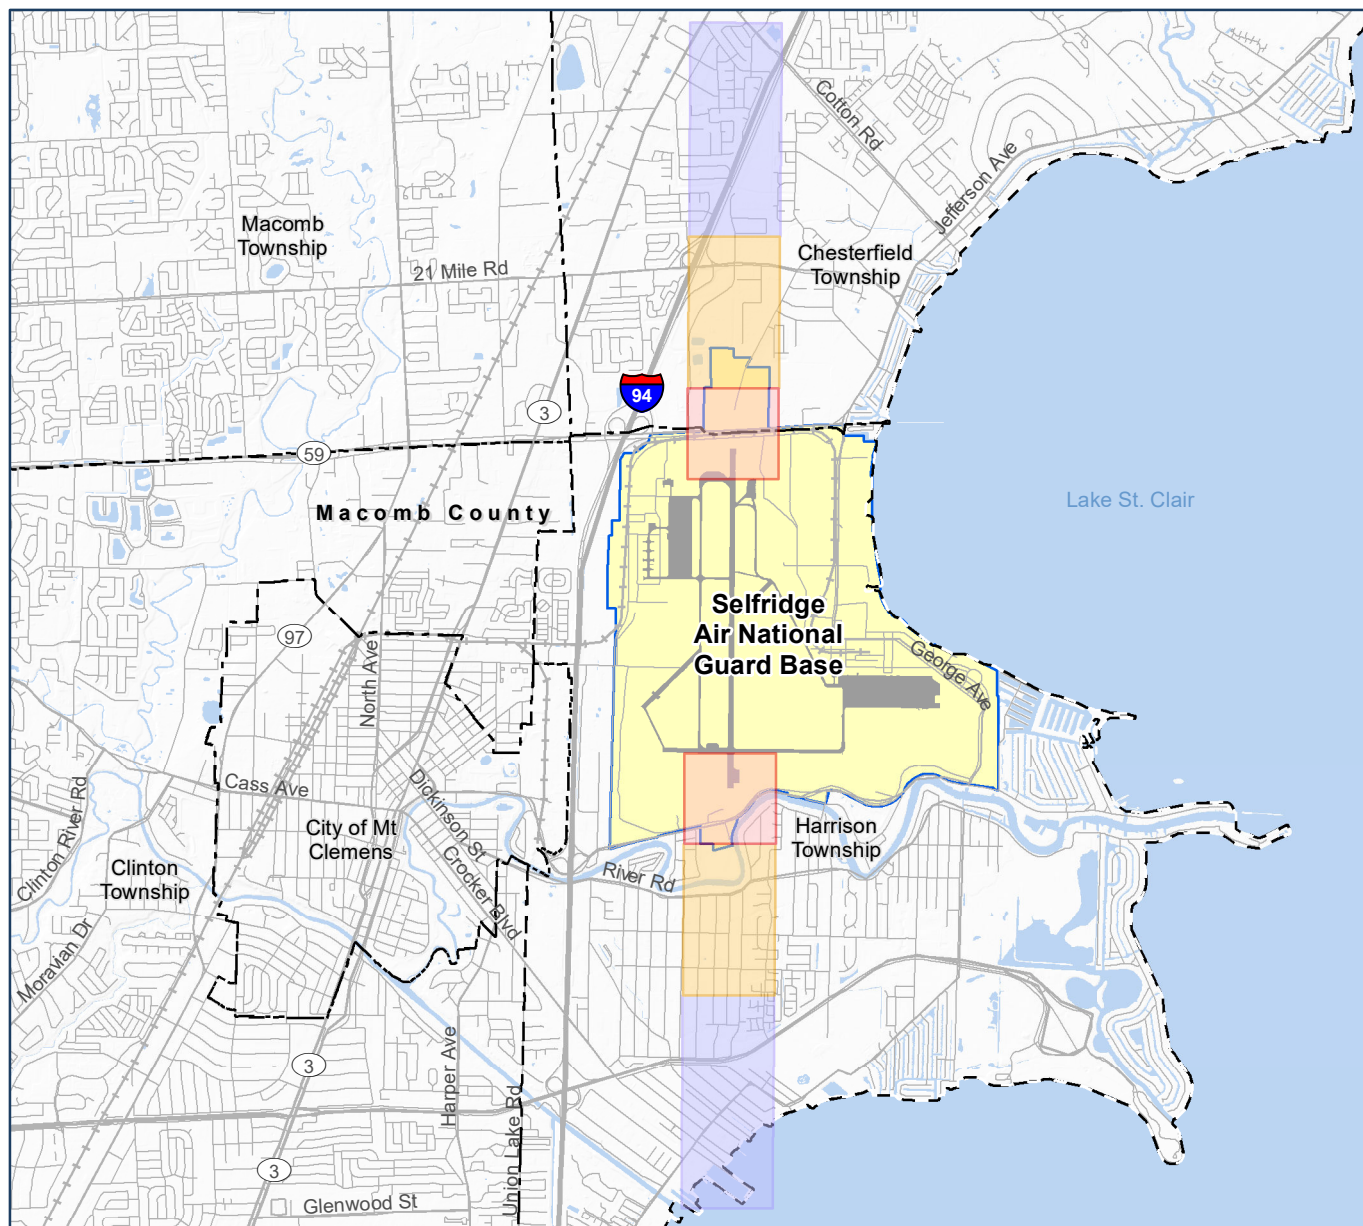 Cotton Rd
Jefferson Ave
Macomb
Township
Chesterfield
Township
21 Mile Rd
94
3
59
Macomb County
Lake St. Clair
Selfridge
Air National
Guard Base
97
North Ave
George Ave
Cass Ave
Dickinson St
Clinton River Rd
City of Mt
Clemens
Crocker Blvd
Harrison
Township
Clinton
Township
River Rd
Moravian Dr
3
Harper Ave
Union Lake Rd
3
Glenwood St